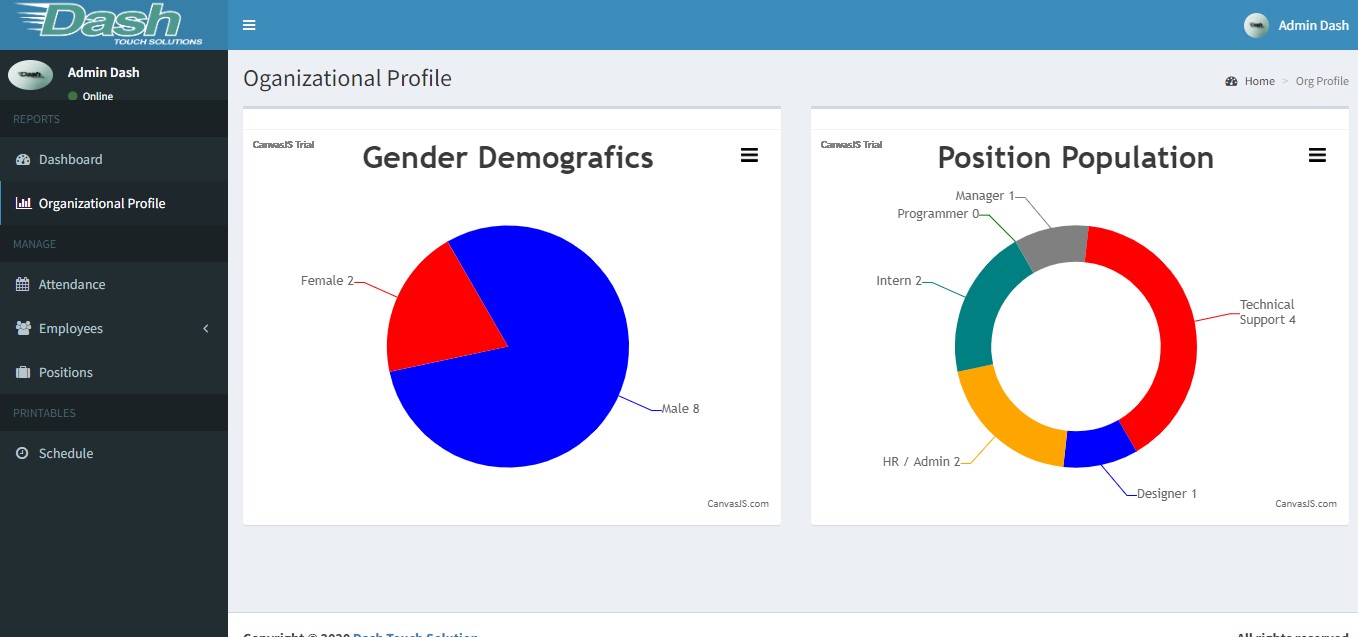 Dash
TOUCH SOLUTIONS
Admin Dash
Admin Dash
Online
REPORTS
Dashboard
Organizational Profile
MANAGE
Attendance
Employees
Positions
PRINTABLES
Schedule
Oganizational Profile
Home > Org Profile
CanvasJS Trial
Gender Demografics
Female 2
Male 8
CanvasJS.com
CanvasJS Trial
Position Population
Manager 1
Programmer 0
Intern 2
Technical
Support 4
HR / Admin 2
Designer 1
CanvasJS.com
Copyright © 2020 Dash Touch Solution
All rights reserved